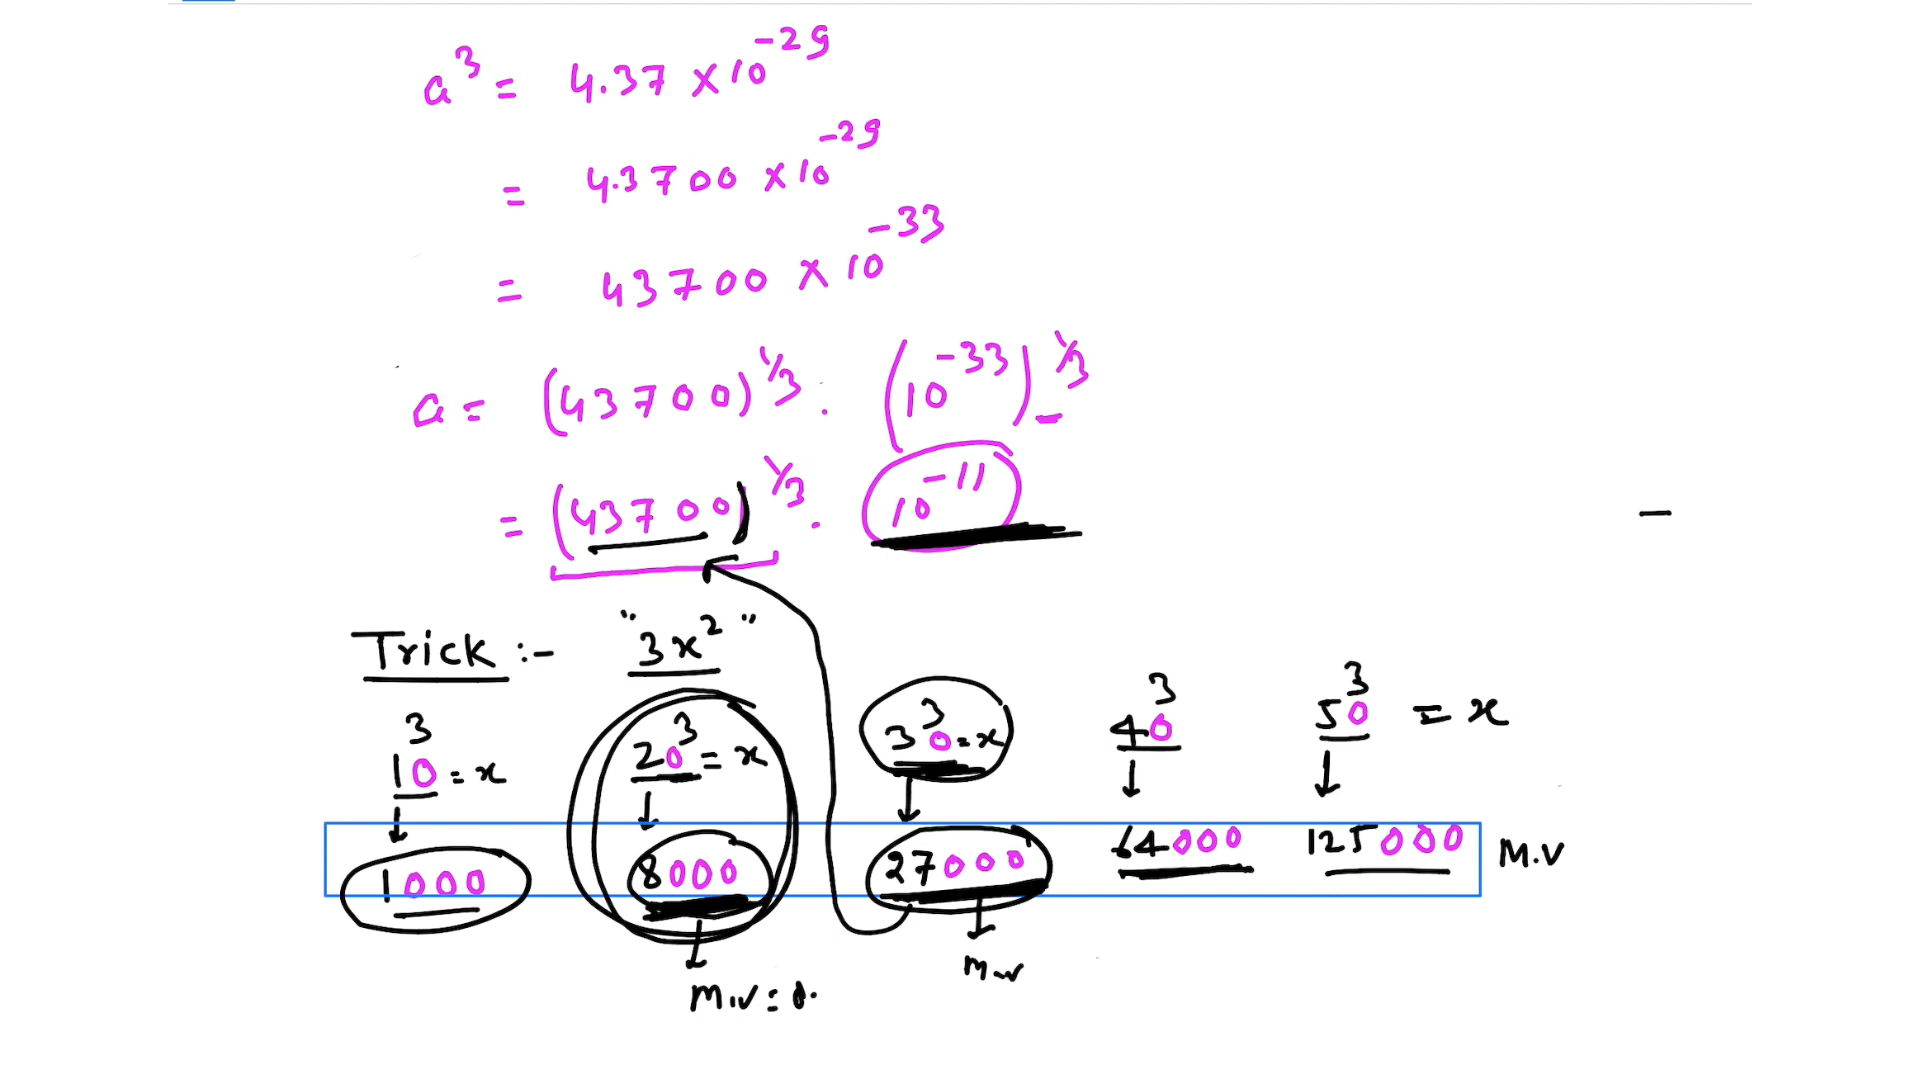 a³ = 4.37 × 10⁻²⁹
= 4.3700 × 10⁻²⁹
= 43700 × 10⁻³³
a = (43700)^1/3 . (10⁻³³)^1/3
= (43700)^1/3 . 10⁻¹¹
Trick :- "3x²"
10³ = x 20³ = x 30³ = x 40³ 50³ = x
1000 8000 27000 64000 125000 M.V
M.V = M.V